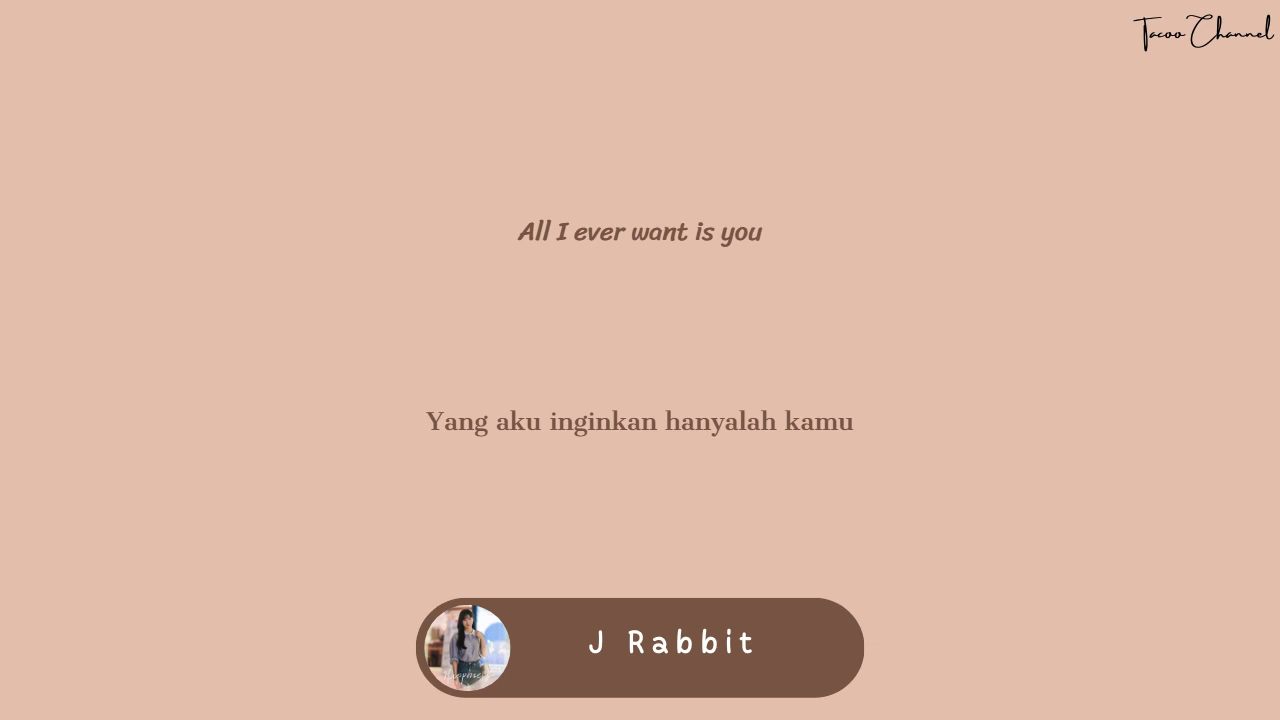 Tacoo Channel
All I ever want is you
Yang aku inginkan hanyalah kamu
J Rabbit